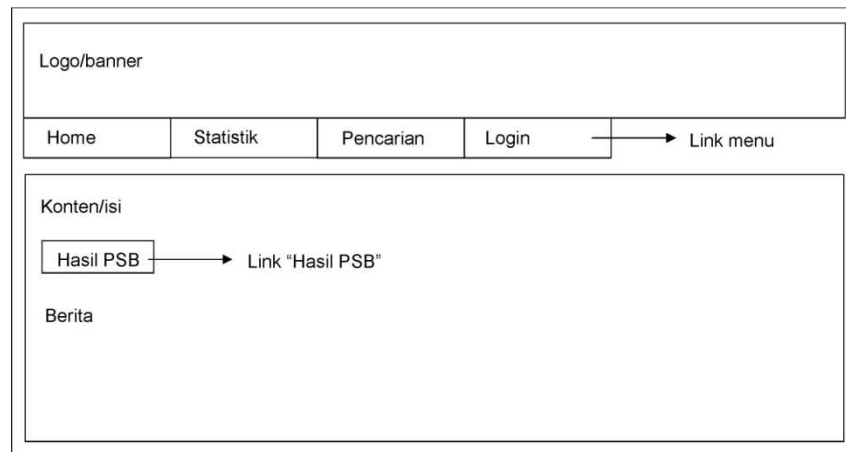 Logo/banner
Home Statistik Pencarian Login Link menu
Konten/isi
Hasil PSB Link “Hasil PSB”
Berita